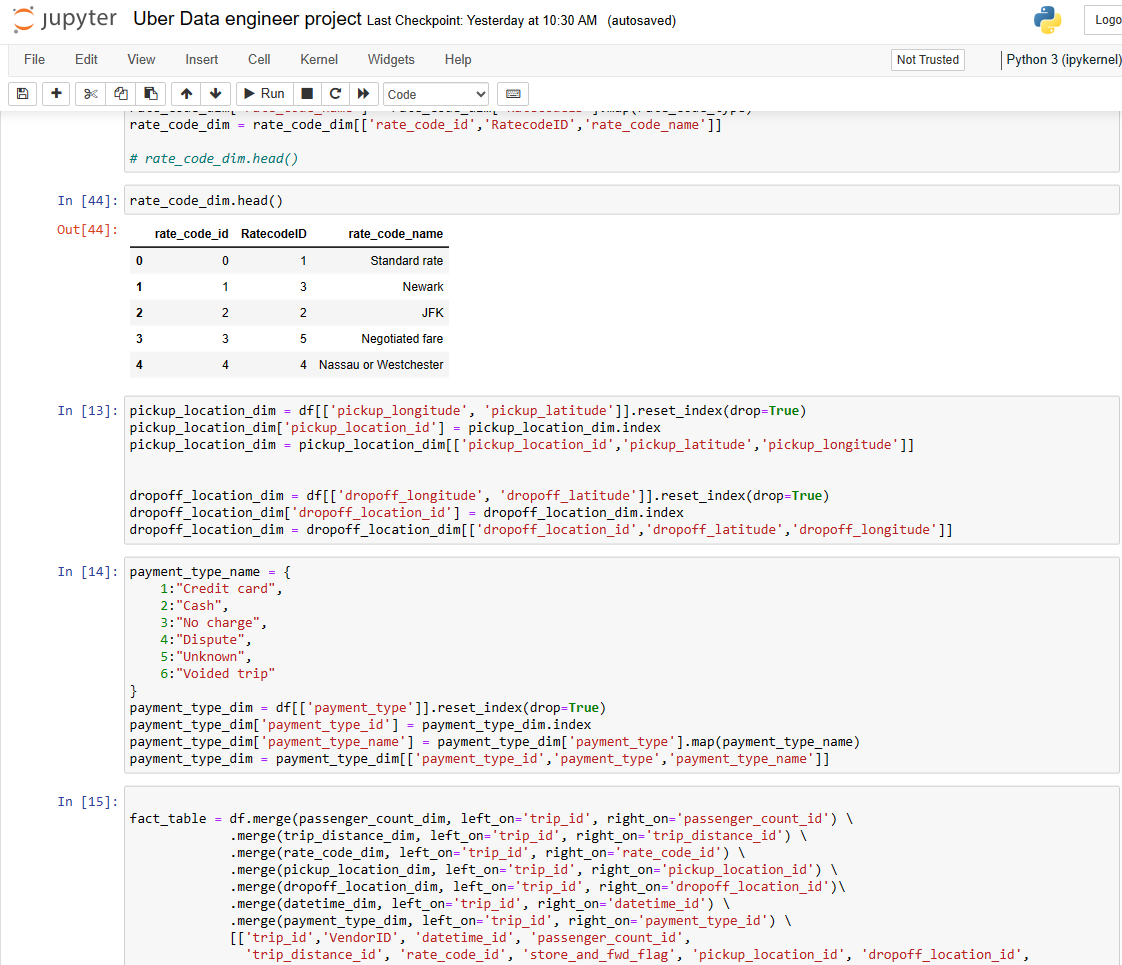 jupyter Uber Data engineer project Last Checkpoint: Yesterday at 10:30 AM (autosaved)
Logo
File Edit View Insert Cell Kernel Widgets Help Not Trusted Python 3 (ipykernel)
Run Code
rate_code_dim = rate_code_dim[['rate_code_id','RatecodeID','rate_code_name']]
# rate_code_dim.head()
In [44]: rate_code_dim.head()
Out[44]:
rate_code_id RatecodeID rate_code_name
0 0 1 Standard rate
1 1 3 Newark
2 2 2 JFK
3 3 5 Negotiated fare
4 4 4 Nassau or Westchester
In [13]: pickup_location_dim = df[['pickup_longitude', 'pickup_latitude']].reset_index(drop=True)
pickup_location_dim['pickup_location_id'] = pickup_location_dim.index
pickup_location_dim = pickup_location_dim[['pickup_location_id','pickup_latitude','pickup_longitude']]
dropoff_location_dim = df[['dropoff_longitude', 'dropoff_latitude']].reset_index(drop=True)
dropoff_location_dim['dropoff_location_id'] = dropoff_location_dim.index
dropoff_location_dim = dropoff_location_dim[['dropoff_location_id','dropoff_latitude','dropoff_longitude']]
In [14]: payment_type_name = {
1:"Credit card",
2:"Cash",
3:"No charge",
4:"Dispute",
5:"Unknown",
6:"Voided trip"
}
payment_type_dim = df[['payment_type']].reset_index(drop=True)
payment_type_dim['payment_type_id'] = payment_type_dim.index
payment_type_dim['payment_type_name'] = payment_type_dim['payment_type'].map(payment_type_name)
payment_type_dim = payment_type_dim[['payment_type_id','payment_type','payment_type_name']]
In [15]:
fact_table = df.merge(passenger_count_dim, left_on='trip_id', right_on='passenger_count_id') \
.merge(trip_distance_dim, left_on='trip_id', right_on='trip_distance_id') \
.merge(rate_code_dim, left_on='trip_id', right_on='rate_code_id') \
.merge(pickup_location_dim, left_on='trip_id', right_on='pickup_location_id') \
.merge(dropoff_location_dim, left_on='trip_id', right_on='dropoff_location_id')\
.merge(datetime_dim, left_on='trip_id', right_on='datetime_id') \
.merge(payment_type_dim, left_on='trip_id', right_on='payment_type_id') \
[['trip_id','VendorID', 'datetime_id', 'passenger_count_id',
'trip_distance_id', 'rate_code_id', 'store_and_fwd_flag', 'pickup_location_id', 'dropoff_location_id',